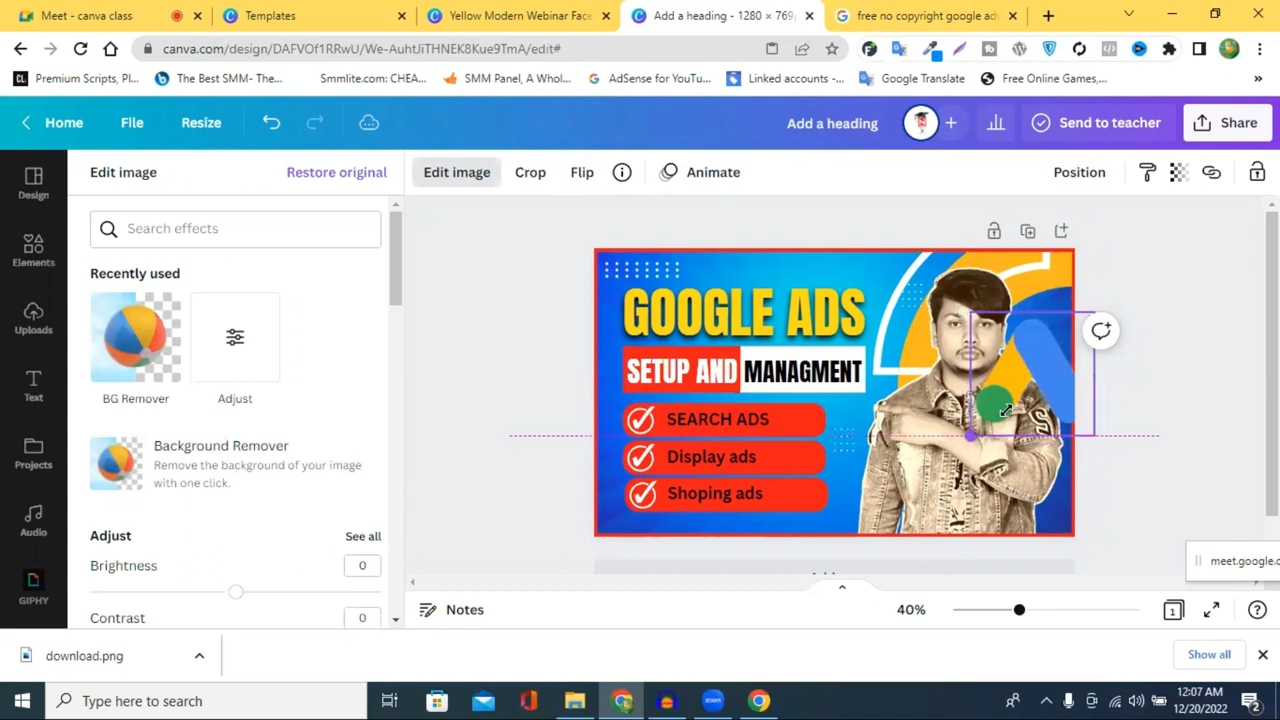 Meet - canva class
Templates
Yellow Modern Webinar Face
Add a heading - 1280 × 769p
free no copyright google ads
canva.com/design/DAFVOf1RRwU/We-AuhtJiTHNEK8Kue9TmA/edit#
Premium Scripts, Pl...
The Best SMM- The...
Smmlite.com: CHEA...
SMM Panel, A Whol...
AdSense for YouTu...
Linked accounts -...
Google Translate
Free Online Games,...
Home
File
Resize
Add a heading
Send to teacher
Share
Edit image
Restore original
Edit image
Crop
Flip
Animate
Position
Design
Elements
Uploads
Text
Projects
Audio
GIPHY
Search effects
Recently used
BG Remover
Adjust
Background Remover
Remove the background of your image
with one click.
Adjust
See all
Brightness
0
Contrast
0
GOOGLE ADS
SETUP AND MANAGMENT
SEARCH ADS
Display ads
Shoping ads
meet.google.c
Notes
40%
1
download.png
Show all
Type here to search
12:07 AM
12/20/2022
2